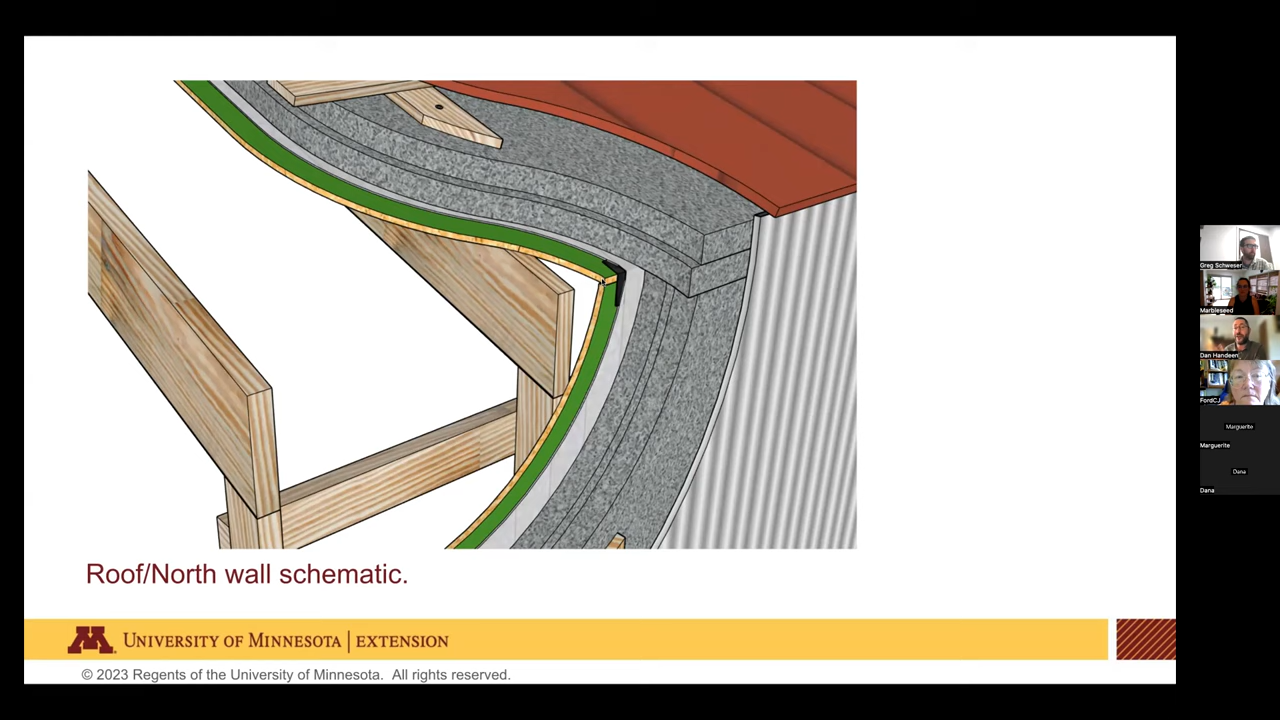 Roof/North wall schematic.
M UNIVERSITY OF MINNESOTA | EXTENSION
© 2023 Regents of the University of Minnesota. All rights reserved.
Greg Schweser
Marbleseed
Dan Handeen
FordCJ
Marguerite
Marguerite
Dana
Dana